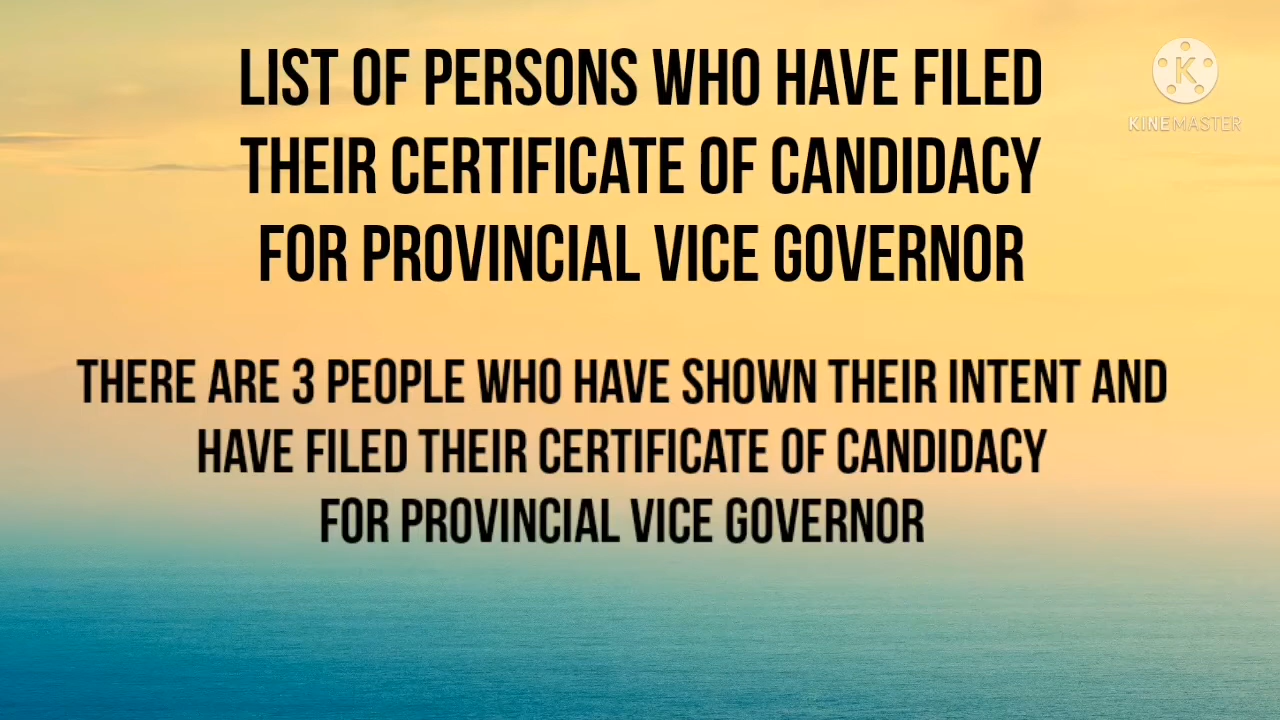 LIST OF PERSONS WHO HAVE FILED
THEIR CERTIFICATE OF CANDIDACY
FOR PROVINCIAL VICE GOVERNOR
K
KINEMASTER
THERE ARE 3 PEOPLE WHO HAVE SHOWN THEIR INTENT AND
HAVE FILED THEIR CERTIFICATE OF CANDIDACY
FOR PROVINCIAL VICE GOVERNOR